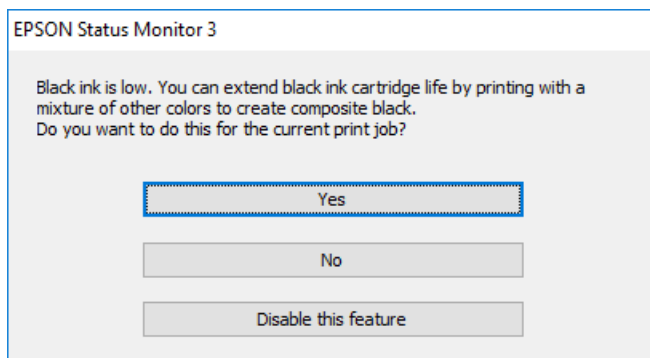 EPSON Status Monitor 3
Black ink is low. You can extend black ink cartridge life by printing with a
mixture of other colors to create composite black.
Do you want to do this for the current print job?
Yes
No
Disable this feature